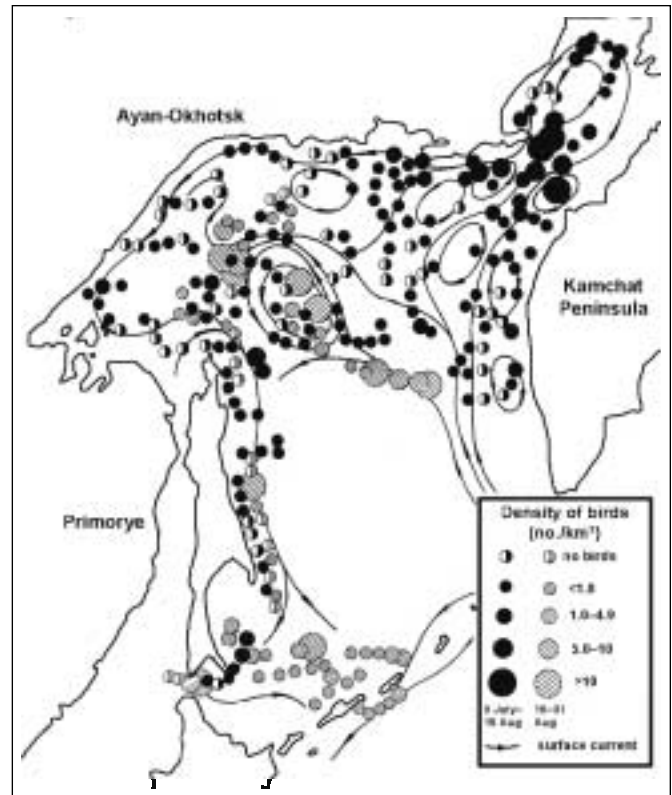 Ayan-Okhotsk
Kamchat
Peninsula
Primorye
Density of birds
(no./km²)
no birds
<1.0
1.0–4.9
5.0–10
>10
surface current